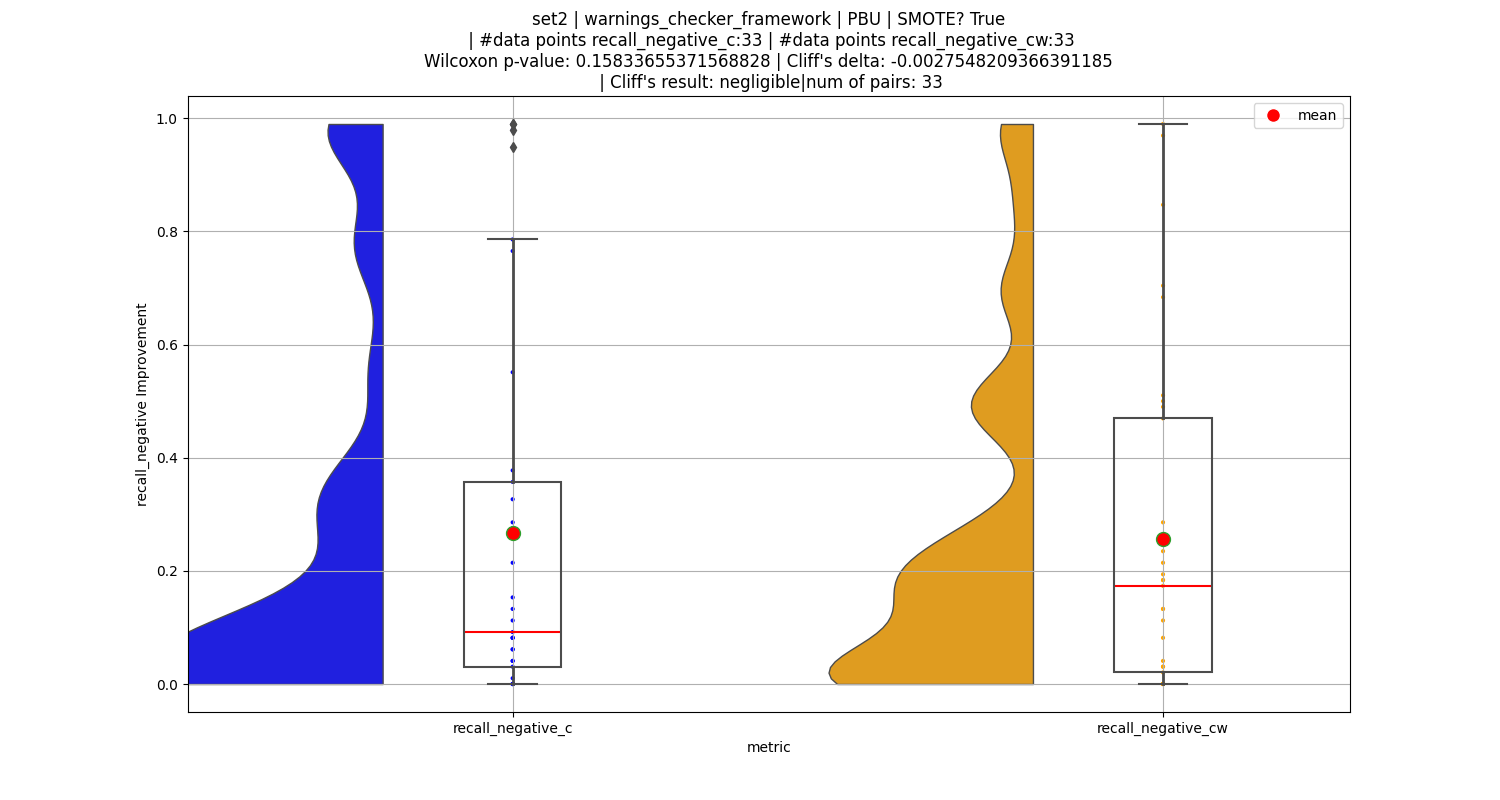 set2 | warnings_checker_framework | PBU | SMOTE? True
| #data points recall_negative_c:33 | #data points recall_negative_cw:33
Wilcoxon p-value: 0.15833655371568828 | Cliff's delta: -0.0027548209366391185
| Cliff's result: negligible|num of pairs: 33
mean
recall_negative Improvement
1.0
0.8
0.6
0.4
0.2
0.0
recall_negative_c
recall_negative_cw
metric